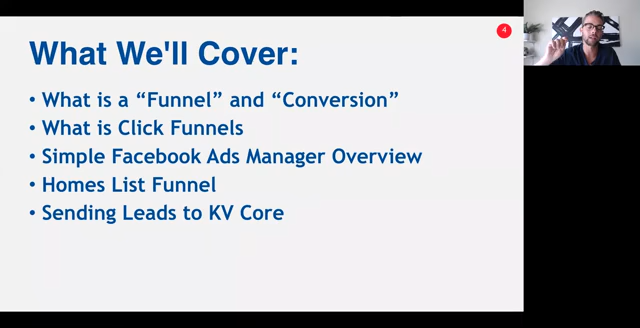 4
What We'll Cover:
• What is a “Funnel” and “Conversion”
• What is Click Funnels
• Simple Facebook Ads Manager Overview
• Homes List Funnel
• Sending Leads to KV Core